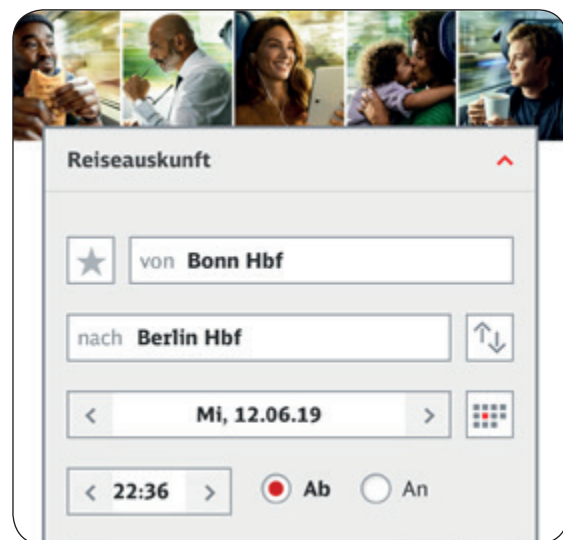 Reiseauskunft
von Bonn Hbf
nach Berlin Hbf
Mi, 12.06.19
22:36 Ab An